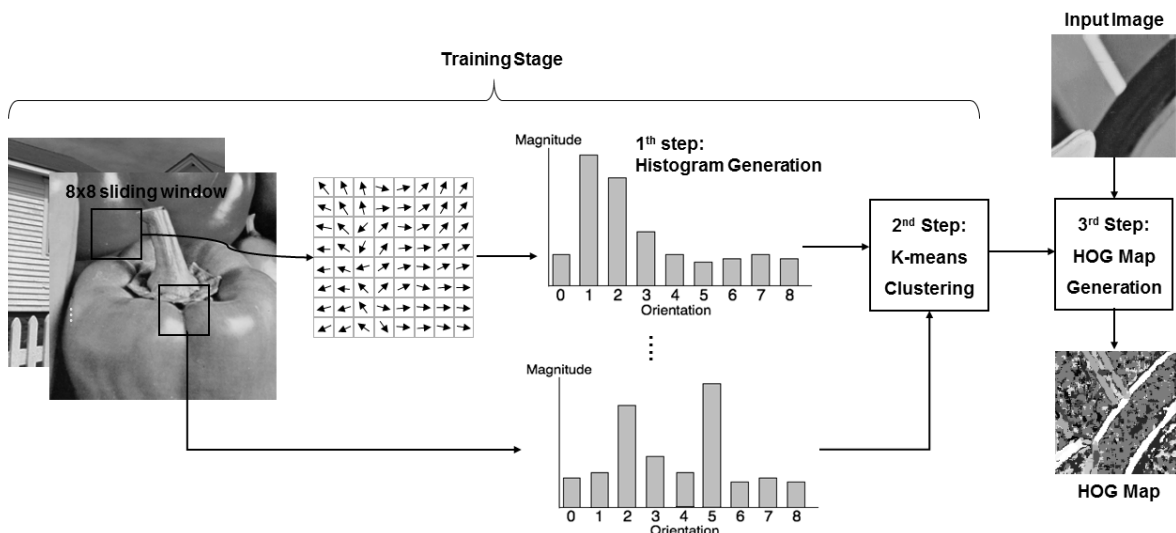 Input Image
Training Stage
8x8 sliding window
Magnitude
1th step:
Histogram Generation
0 1 2 3 4 5 6 7 8
Orientation
2nd Step:
K-means
Clustering
3rd Step:
HOG Map
Generation
Magnitude
0 1 2 3 4 5 6 7 8
Orientation
HOG Map